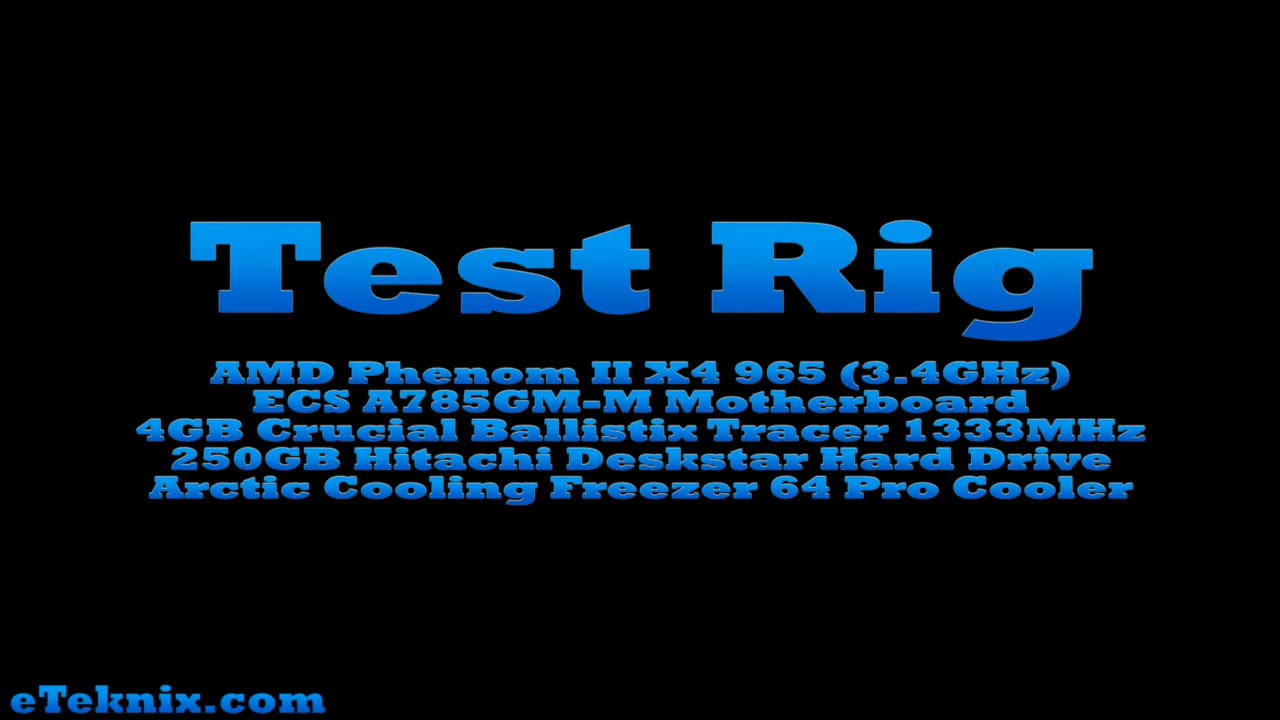 Test Rig
AMD Phenom II X4 965 (3.4GHz)
ECS A785GM-M Motherboard
4GB Crucial Ballistix Tracer 1333MHz
250GB Hitachi Deskstar Hard Drive
Arctic Cooling Freezer 64 Pro Cooler
eTeknix.com